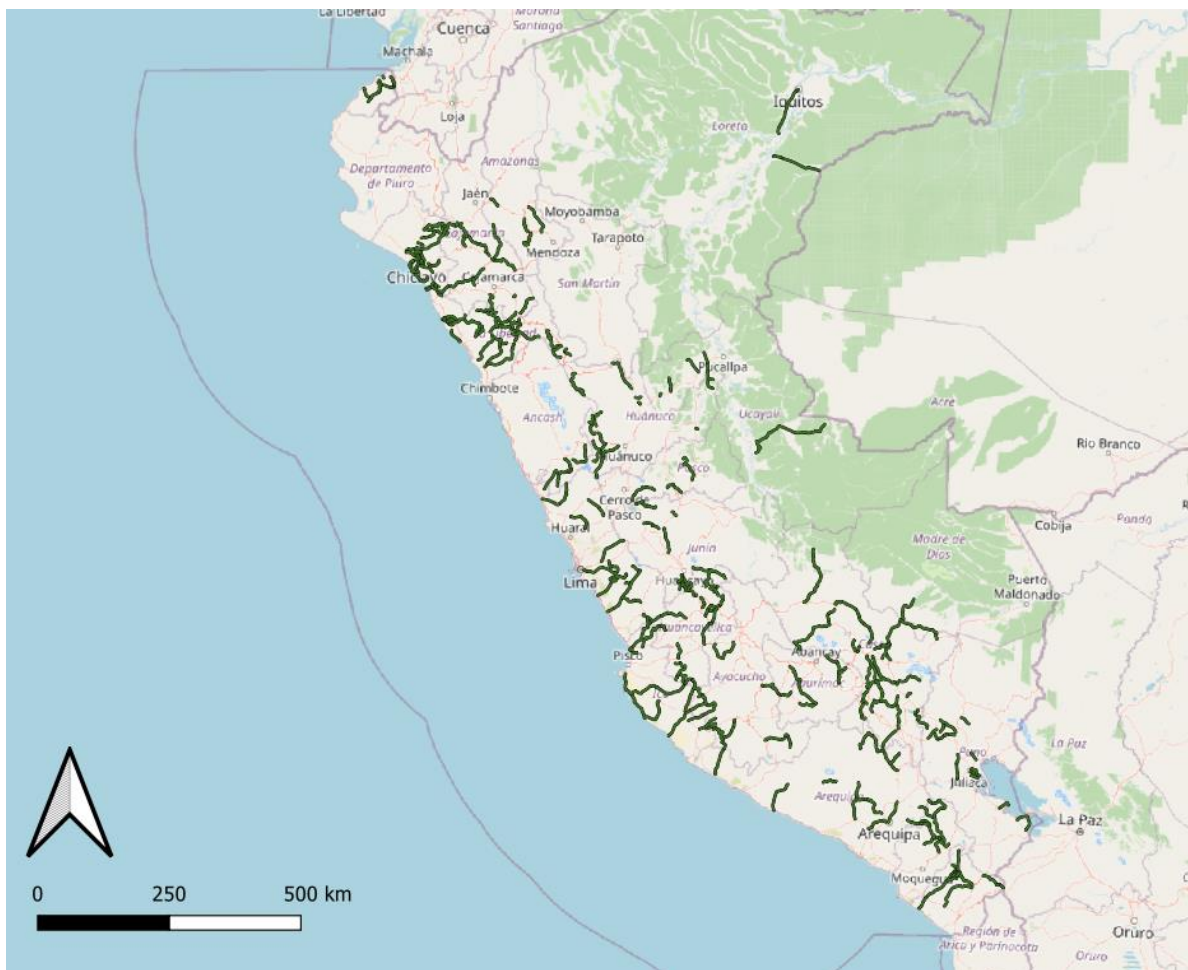 La Libertad
Cuenca
Morona
Santiago
Machala
Loja
Iquitos
Loreto
Departamento
de Piura
Amazonas
Jaén
Moyobamba
Tarapoto
Mendoza
Cajamarca
Chiclayo
San Martín
Chimbote
Pucallpa
Ancash
Huánuco
Ucayali
Acre
Rio Branco
Huánuco
Pasco
Cerro de
Pasco
Huaral
Cobija
Pando
Junín
Madre de
Dios
Lima
Huancayo
Puerto
Maldonado
Huancavelica
Pisco
Abancay
Ayacucho
Apurímac
Ica
Puno
La Paz
Juliaca
Arequipa
La Paz
Arequipa
Moquegua
0 250 500 km
Región de
Arica y Parinacota
Oruro
Oruro